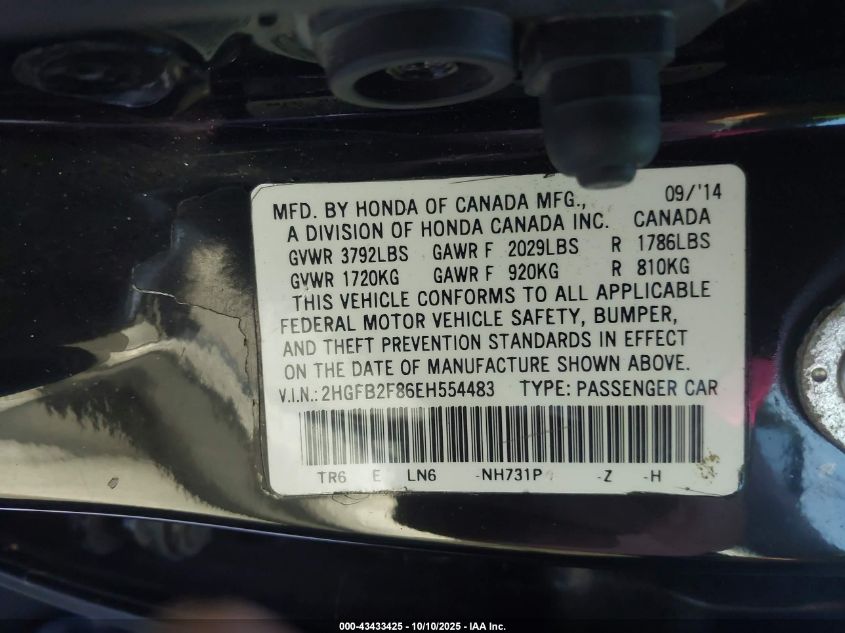 MFD. BY HONDA OF CANADA MFG., 09/'14
A DIVISION OF HONDA CANADA INC. CANADA
GVWR 3792LBS GAWR F 2029LBS R 1786LBS
GVWR 1720KG GAWR F 920KG R 810KG
THIS VEHICLE CONFORMS TO ALL APPLICABLE
FEDERAL MOTOR VEHICLE SAFETY, BUMPER,
AND THEFT PREVENTION STANDARDS IN EFFECT
ON THE DATE OF MANUFACTURE SHOWN ABOVE.
V.I.N.:2HGFB2F86EH554483 TYPE: PASSENGER CAR
TR6 E LN6 -NH731P -Z -H
000-43433425 - 10/10/2025 - IAA Inc.